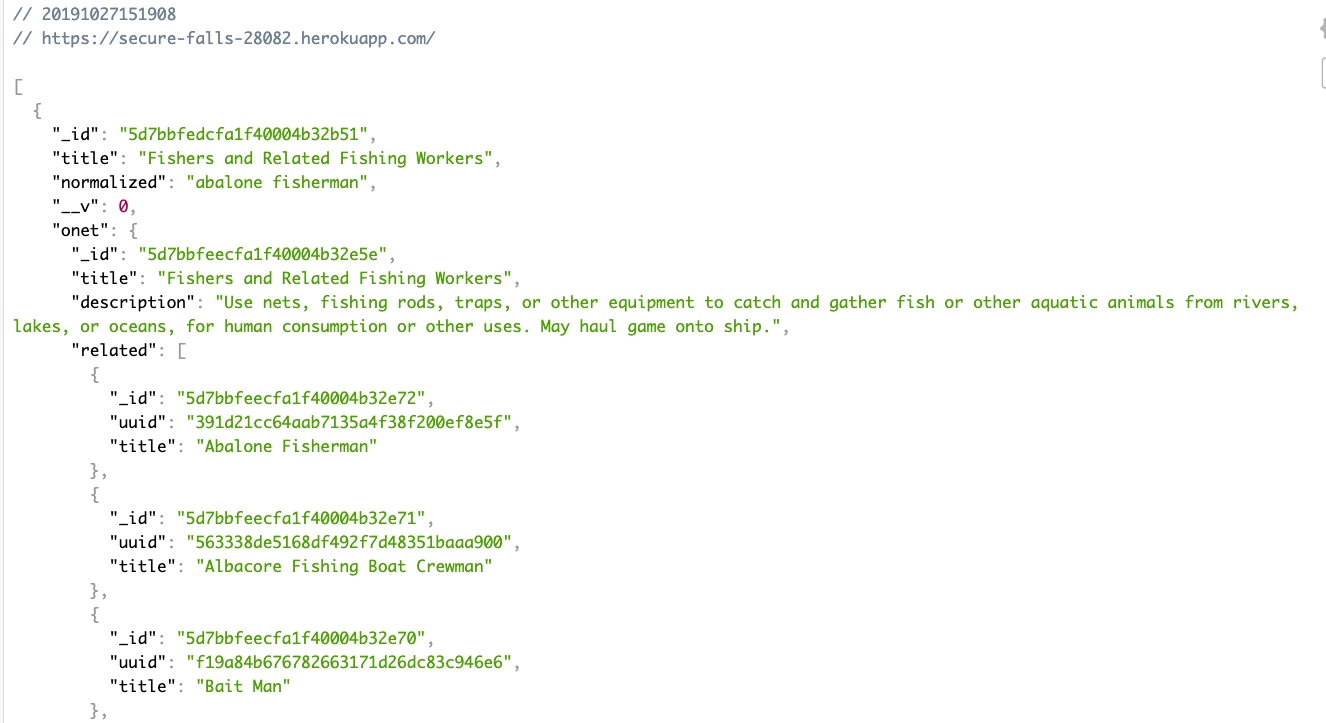 // 20191027151908
// https://secure-falls-28082.herokuapp.com/
[
{
"_id": "5d7bbfedcfa1f40004b32b51",
"title": "Fishers and Related Fishing Workers",
"normalized": "abalone fisherman",
"__v": 0,
"onet": {
"_id": "5d7bbfeecfa1f40004b32e5e",
"title": "Fishers and Related Fishing Workers",
"description": "Use nets, fishing rods, traps, or other equipment to catch and gather fish or other aquatic animals from rivers,
lakes, or oceans, for human consumption or other uses. May haul game onto ship.",
"related": [
{
"_id": "5d7bbfeecfa1f40004b32e72",
"uuid": "391d21cc64aab7135a4f38f200ef8e5f",
"title": "Abalone Fisherman"
},
{
"_id": "5d7bbfeecfa1f40004b32e71",
"uuid": "563338de5168df492f7d48351baaa900",
"title": "Albacore Fishing Boat Crewman"
},
{
"_id": "5d7bbfeecfa1f40004b32e70",
"uuid": "f19a84b676782663171d26dc83c946e6",
"title": "Bait Man"
},